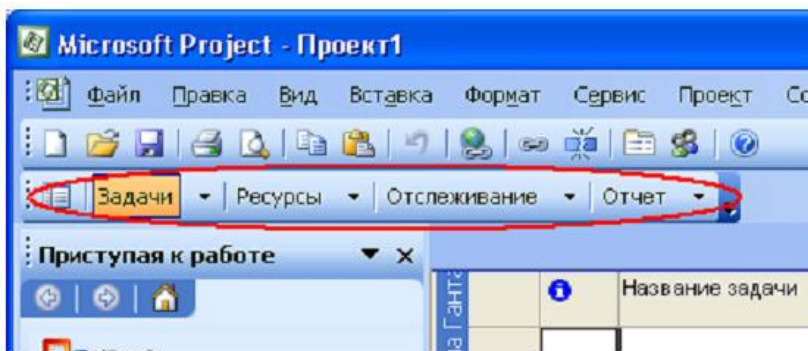 Microsoft Project - Проект1
Файл Правка Вид Вставка Формат Сервис Проект
Задачи Ресурсы Отслеживание Отчет
Приступая к работе
Название задачи